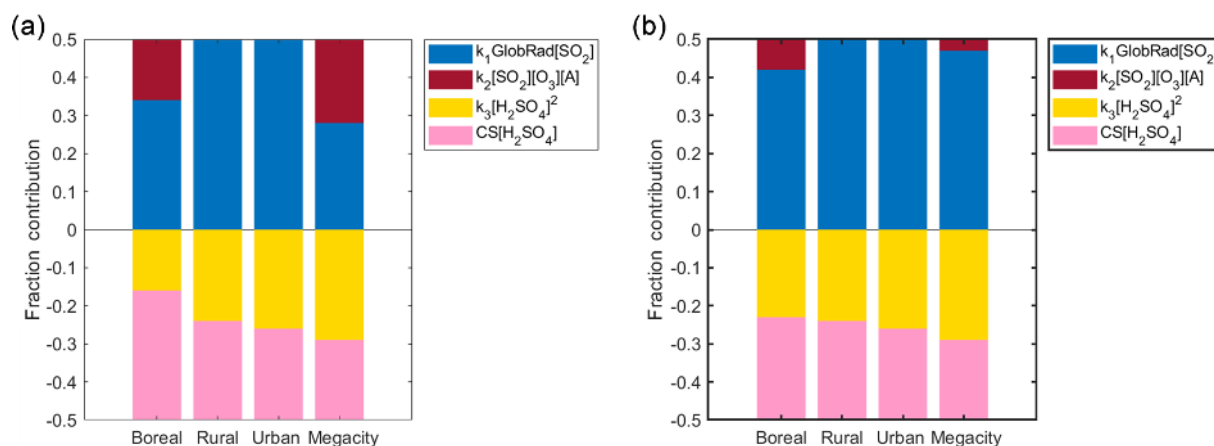 (a)
0.5
0.4
0.3
0.2
0.1
0
-0.1
-0.2
-0.3
-0.4
-0.5
Fraction contribution
Boreal Rural Urban Megacity
k₁GlobRad[SO₂]
k₂[SO₂][O₃][A]
k₃[H₂SO₄]²
CS[H₂SO₄]
(b)
0.5
0.4
0.3
0.2
0.1
0
-0.1
-0.2
-0.3
-0.4
-0.5
Fraction contribution
Boreal Rural Urban Megacity
k₁GlobRad[SO₂
k₂[SO₂][O₃][A]
k₃[H₂SO₄]²
CS[H₂SO₄]